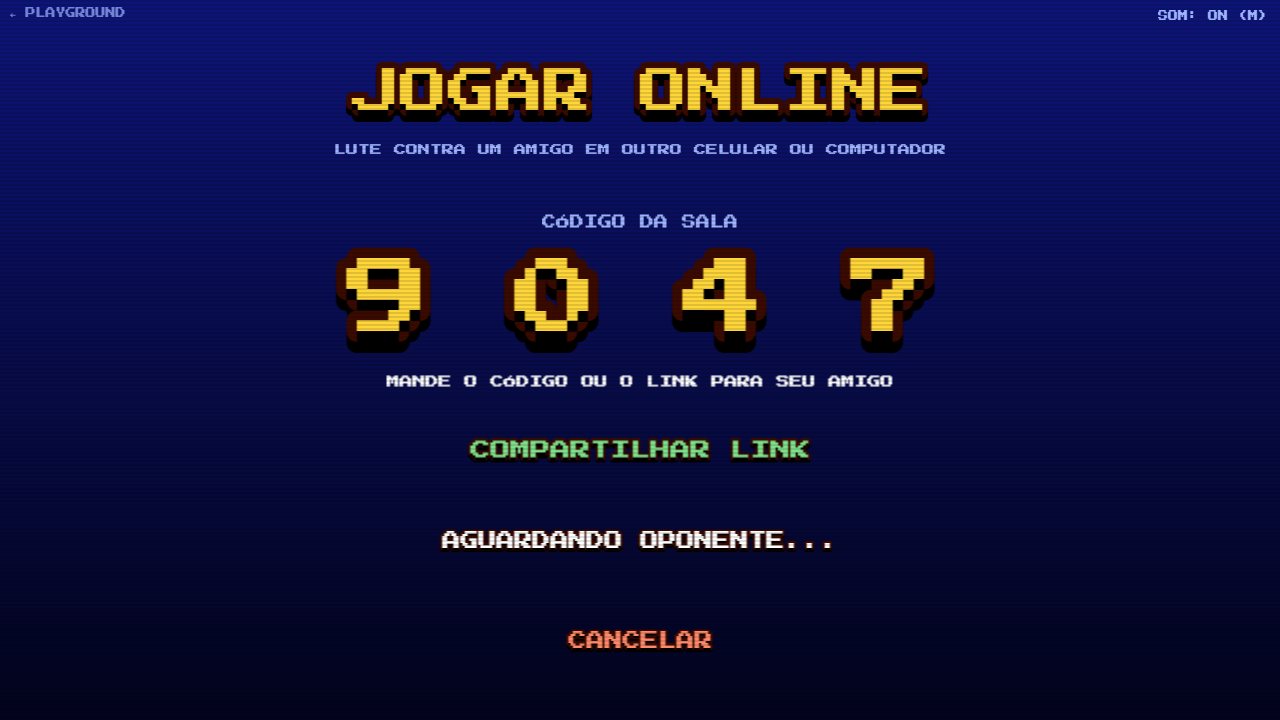 ← PLAYGROUND
SOM: ON (M)
JOGAR ONLINE
LUTE CONTRA UM AMIGO EM OUTRO CELULAR OU COMPUTADOR
CóDIGO DA SALA
9 0 4 7
MANDE O CóDIGO OU O LINK PARA SEU AMIGO
COMPARTILHAR LINK
AGUARDANDO OPONENTE...
CANCELAR